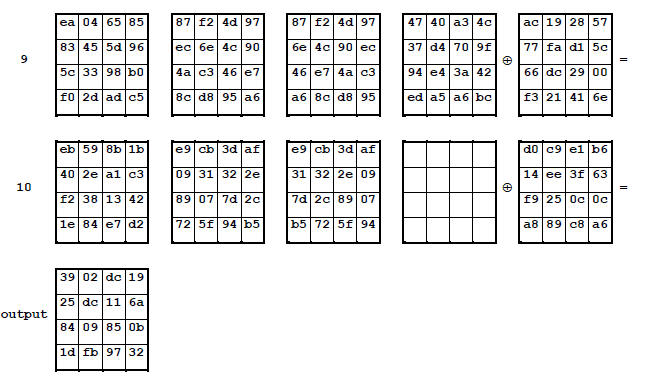 ea 04 65 85 87 f2 4d 97 87 f2 4d 97 47 40 a3 4c ac 19 28 57
83 45 5d 96 ec 6e 4c 90 6e 4c 90 ec 37 d4 70 9f 77 fa d1 5c
9 ⊕ =
5c 33 98 b0 4a c3 46 e7 46 e7 4a c3 94 e4 3a 42 66 dc 29 00
f0 2d ad c5 8c d8 95 a6 a6 8c d8 95 ed a5 a6 bc f3 21 41 6e
eb 59 8b 1b e9 cb 3d af e9 cb 3d af d0 c9 e1 b6
40 2e a1 c3 09 31 32 2e 31 32 2e 09 14 ee 3f 63
10 ⊕ =
f2 38 13 42 89 07 7d 2c 7d 2c 89 07 f9 25 0c 0c
1e 84 e7 d2 72 5f 94 b5 b5 72 5f 94 a8 89 c8 a6
39 02 dc 19
25 dc 11 6a
output
84 09 85 0b
1d fb 97 32